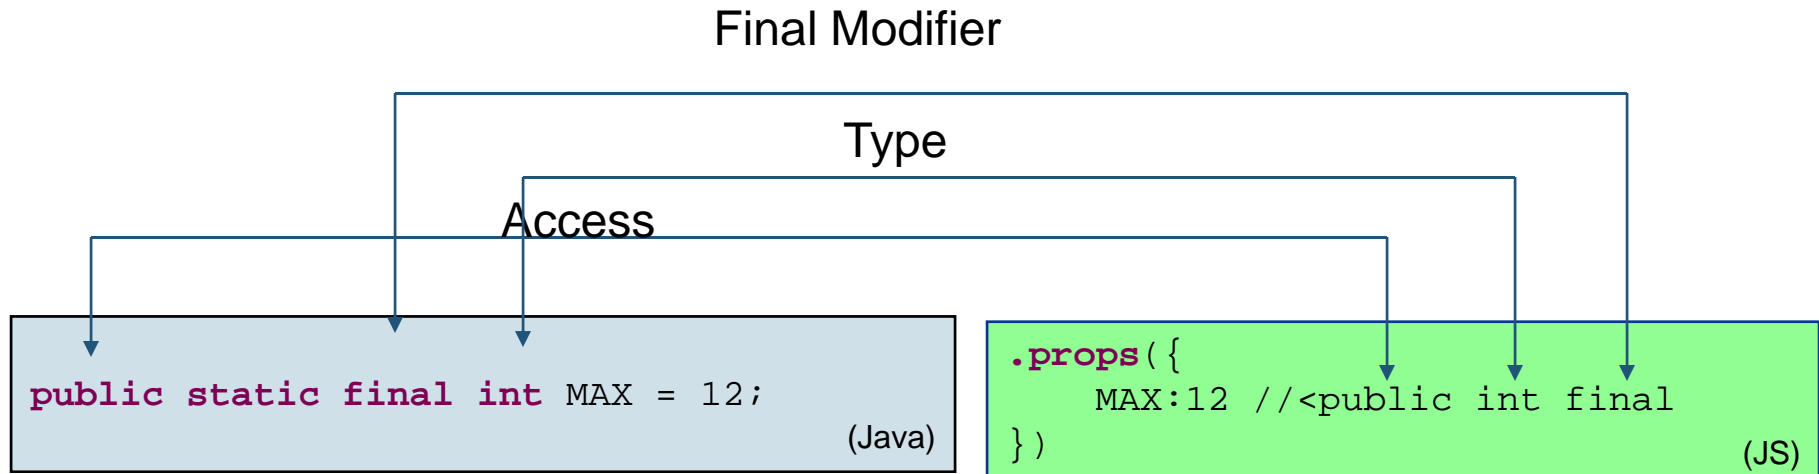 Final Modifier
Type
Access
public static final int MAX = 12;
(Java)
.props({
MAX:12 //<public int final
})
(JS)